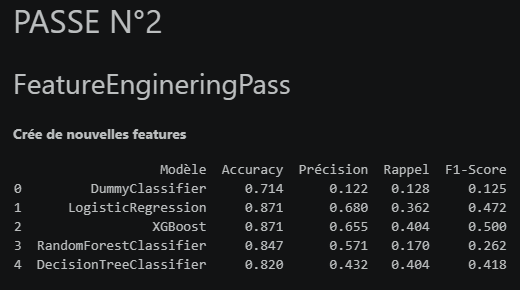 PASSE N°2
FeatureEngineringPass
Crée de nouvelles features
Modèle Accuracy Précision Rappel F1-Score
0 DummyClassifier 0.714 0.122 0.128 0.125
1 LogisticRegression 0.871 0.680 0.362 0.472
2 XGBoost 0.871 0.655 0.404 0.500
3 RandomForestClassifier 0.847 0.571 0.170 0.262
4 DecisionTreeClassifier 0.820 0.432 0.404 0.418